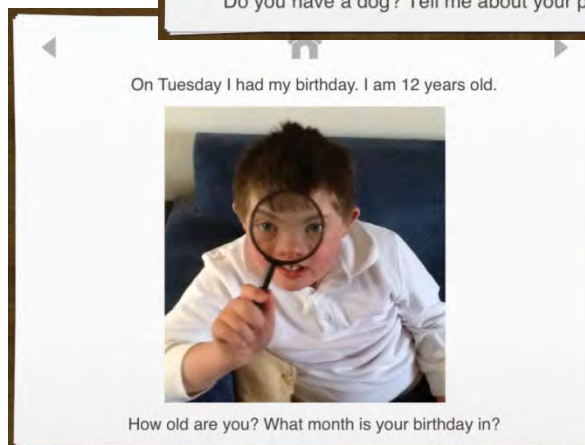 Do you have a dog? Tell me about your p
On Tuesday I had my birthday. I am 12 years old.
How old are you? What month is your birthday in?